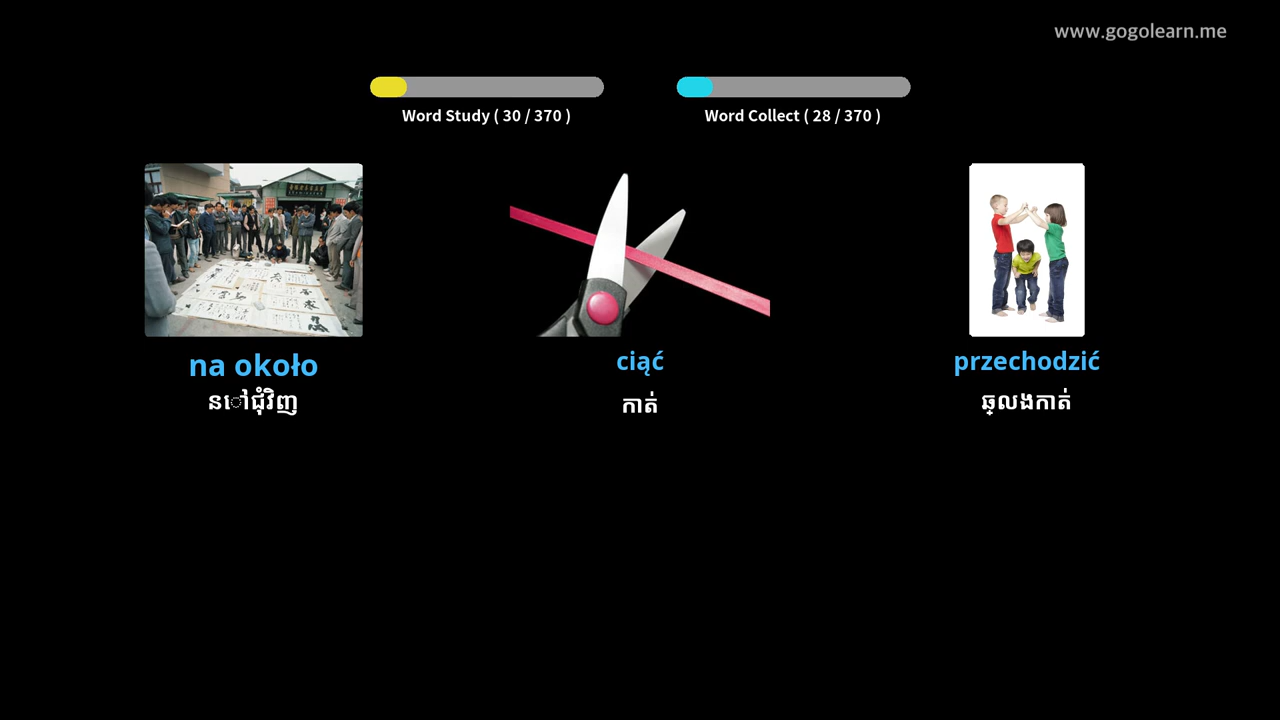 www.gogolearn.me
Word Study ( 30 / 370 )
Word Collect ( 28 / 370 )
na około
ciąć
przechodzić
នៅជុំវិញ
កាត់
ឆ្លងកាត់